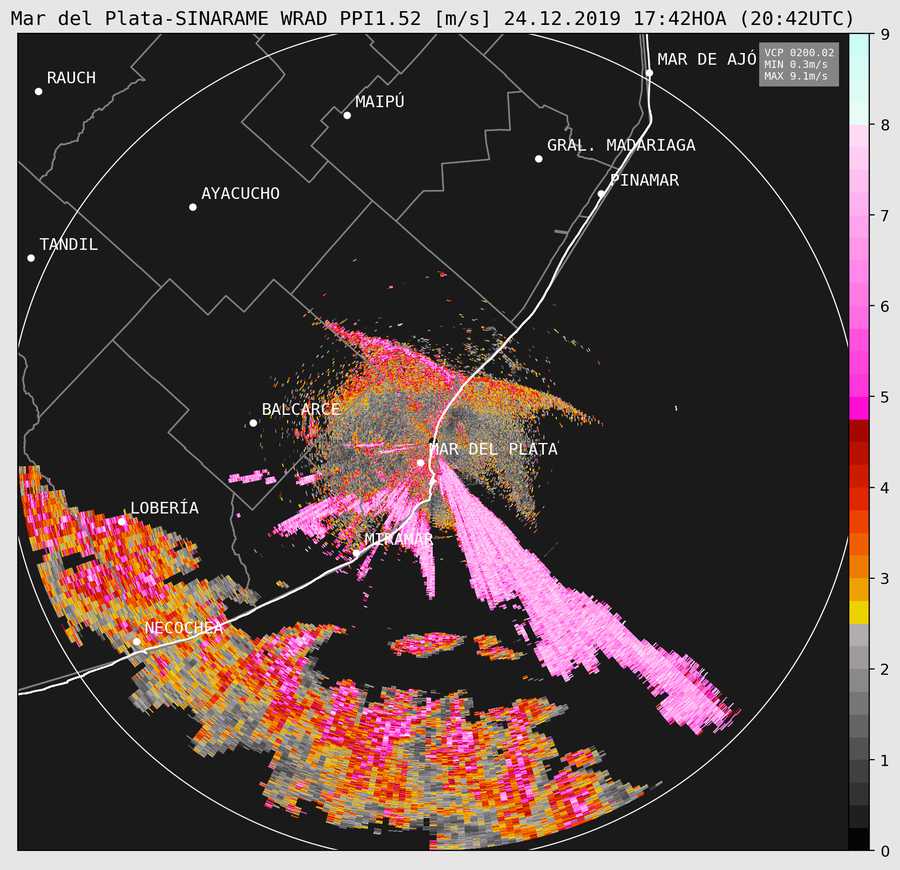 Mar del Plata-SINARAME WRAD PPI1.52 [m/s] 24.12.2019 17:42HOA (20:42UTC)
9
VCP 0200.02
MIN 0.3m/s
MAX 9.1m/s
MAR DE AJÓ
RAUCH
MAIPÚ
8
GRAL. MADARIAGA
PINAMAR
AYACUCHO
7
TANDIL
6
BALCARCE
5
MAR DEL PLATA
4
LOBERÍA
MIRAMAR
3
NECOCHEA
2
1
0